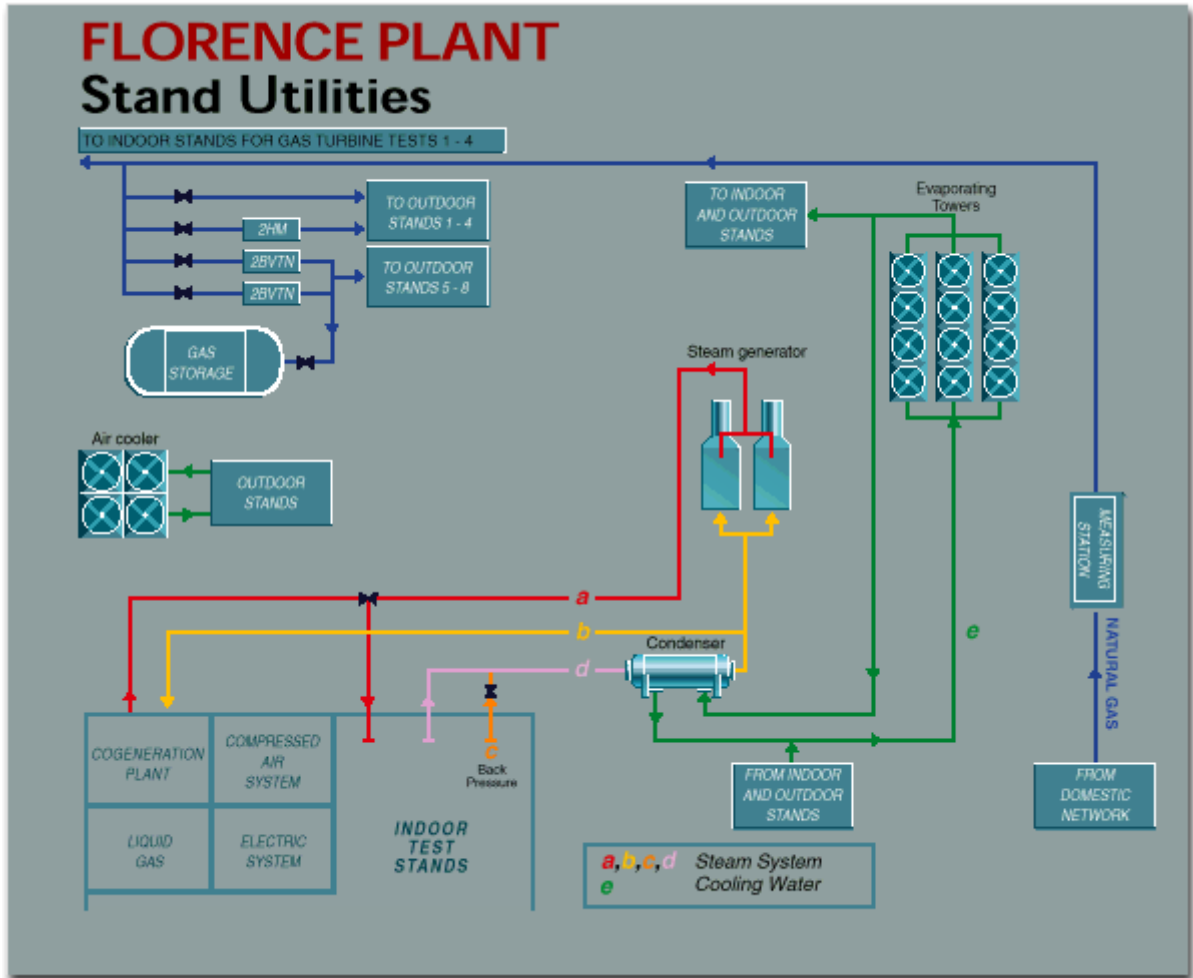 FLORENCE PLANT
Stand Utilities
TO INDOOR STANDS FOR GAS TURBINE TESTS 1 - 4
TO OUTDOOR
STANDS 1 - 4
2HM
2BVTN
2BVTN
TO OUTDOOR
STANDS 5 - 8
GAS
STORAGE
TO INDOOR
AND OUTDOOR
STANDS
Evaporating
Towers
Steam generator
Air cooler
OUTDOOR
STANDS
MEASURING
STATION
NATURAL GAS
a
b
d
e
Condenser
c
Back
Pressure
COGENERATION
PLANT
COMPRESSED
AIR
SYSTEM
LIQUID
GAS
ELECTRIC
SYSTEM
INDOOR
TEST
STANDS
FROM INDOOR
AND OUTDOOR
STANDS
FROM
DOMESTIC
NETWORK
a,b,c,d Steam System
e Cooling Water